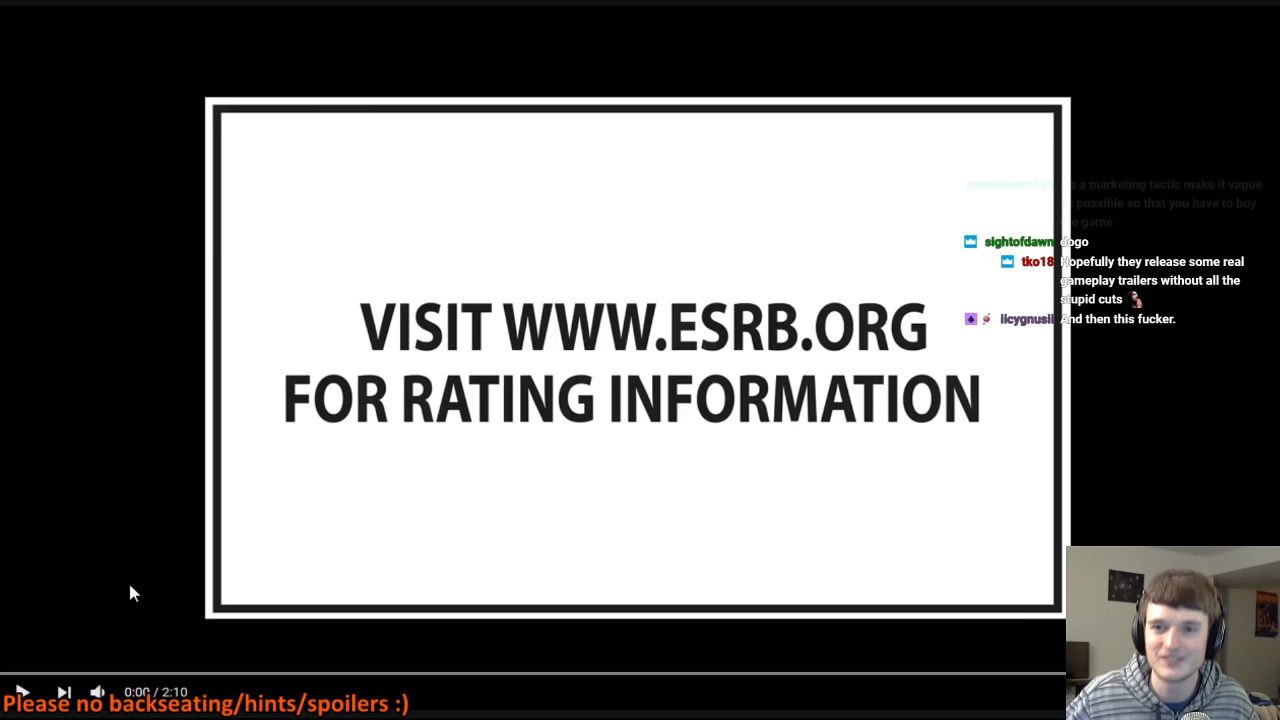 VISIT WWW.ESRB.ORG
FOR RATING INFORMATION
a marketing tactic make it vague
possible so that you have to buy
game
sightofdawn dogo
tko18 Hopefully they release some real
gameplay trailers without all the
stupid cuts
iicygnusii And then this fucker.
0:00 / 2:10
Please no backseating/hints/spoilers :)